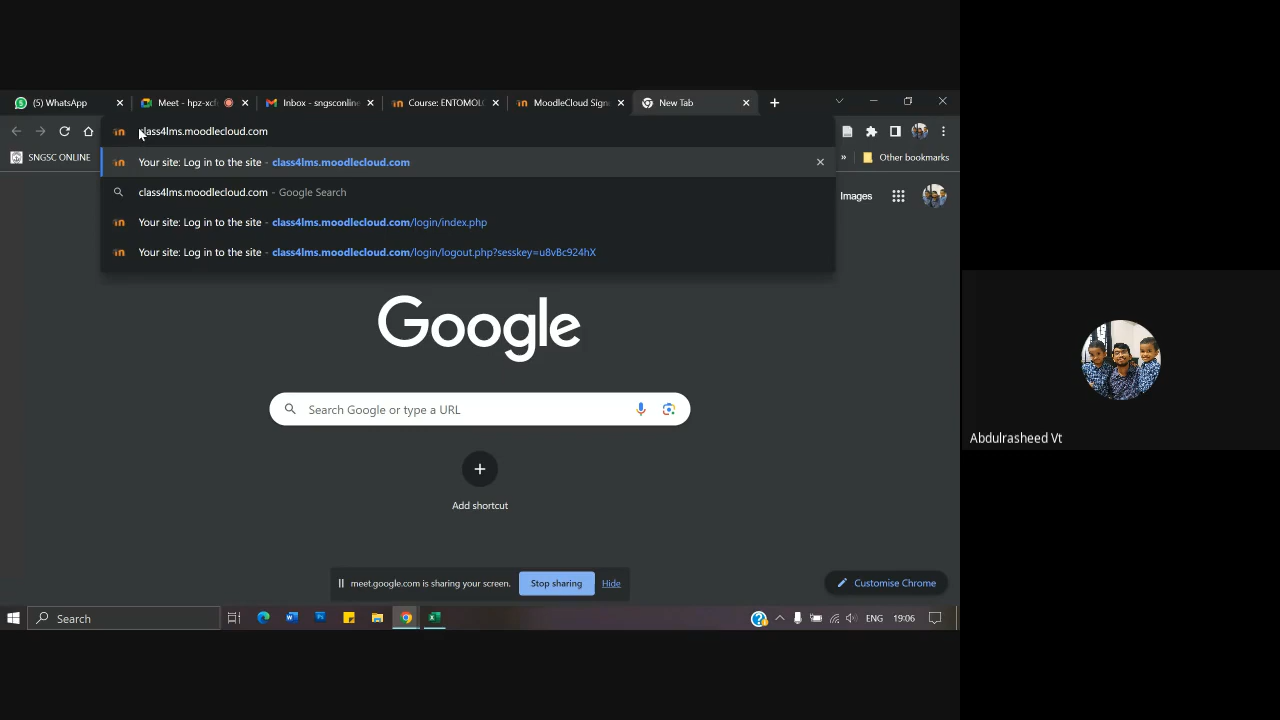 (5) WhatsApp
Meet - hpz-xcf
Inbox - sngsconline
Course: ENTOMOLO
MoodleCloud Sign
New Tab
class4lms.moodlecloud.com
SNGSC ONLINE
Your site: Log in to the site - class4lms.moodlecloud.com
» Other bookmarks
class4lms.moodlecloud.com - Google Search
Images
Your site: Log in to the site - class4lms.moodlecloud.com/login/index.php
Your site: Log in to the site - class4lms.moodlecloud.com/login/logout.php?sesskey=u8vBc924hX
Google
Search Google or type a URL
Add shortcut
Abdulrasheed Vt
meet.google.com is sharing your screen. Stop sharing Hide
Customise Chrome
Search
ENG 19:06